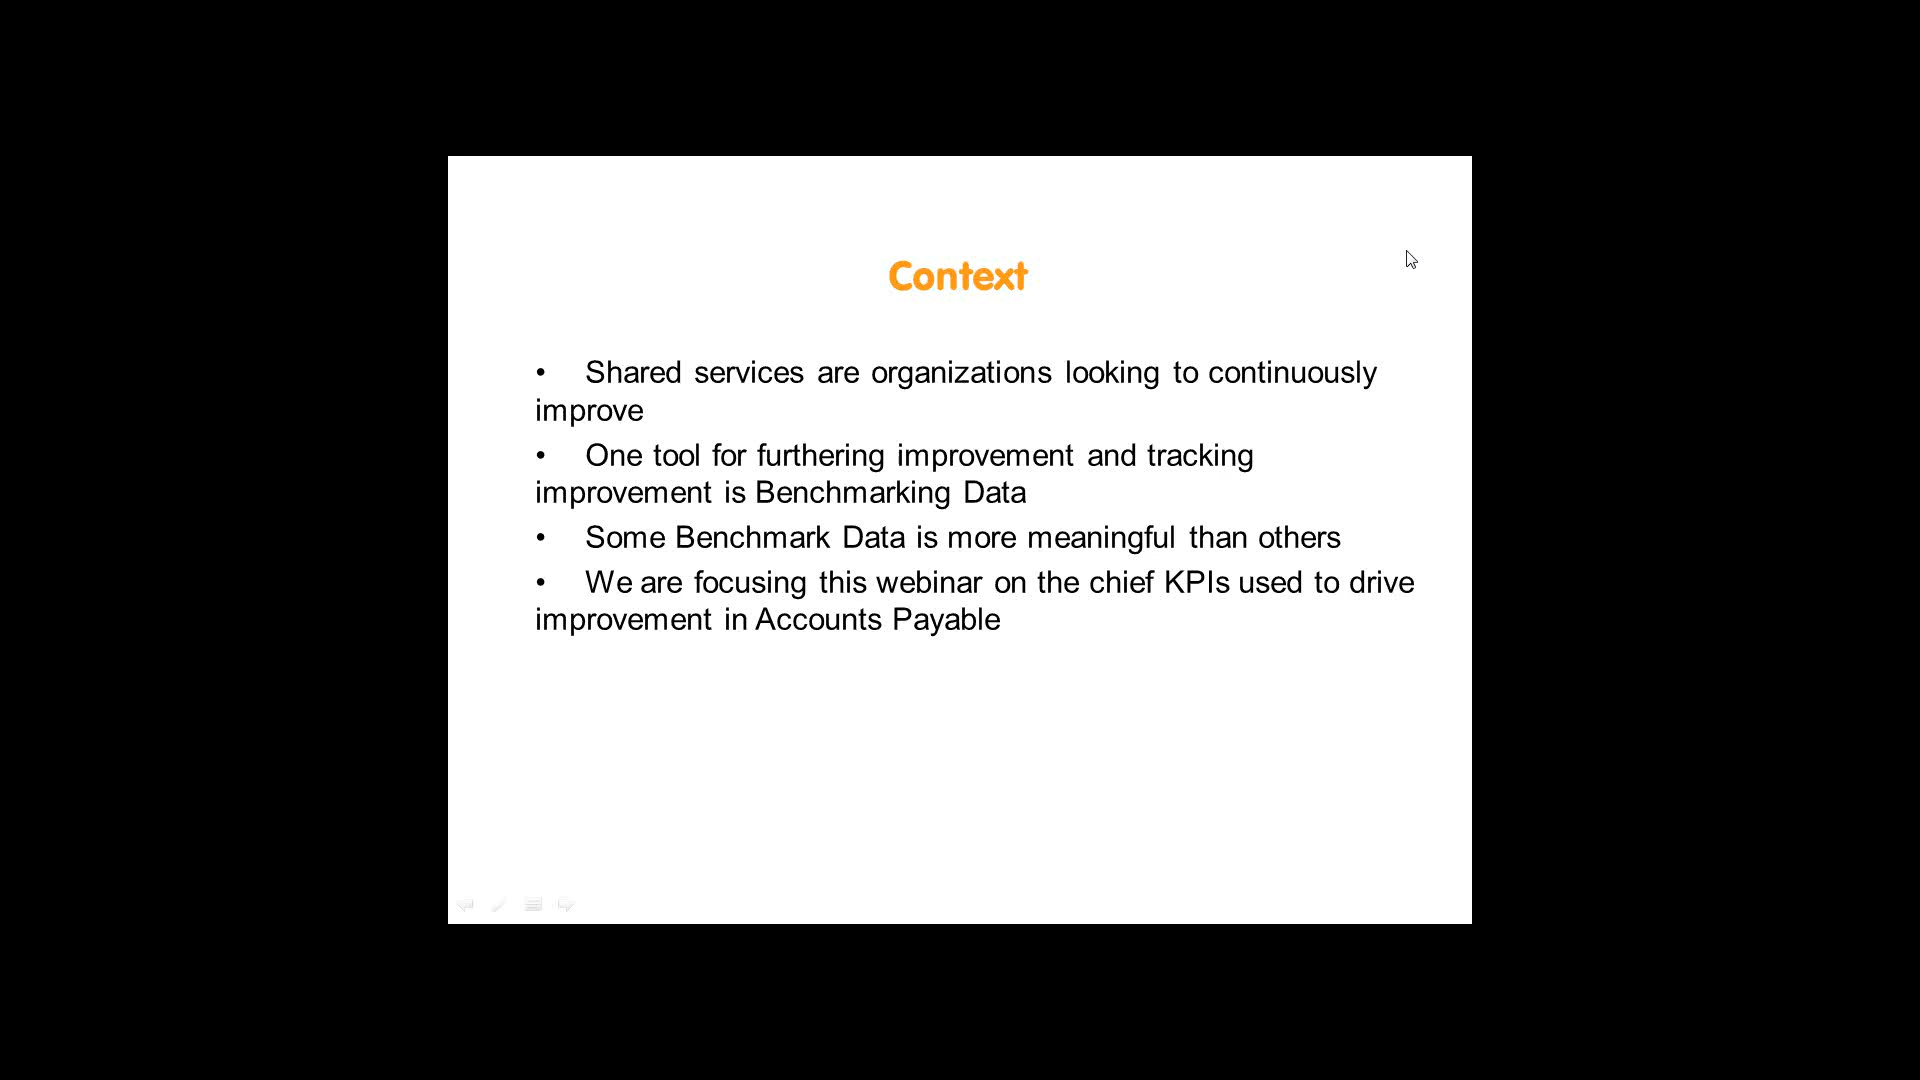 Context
• Shared services are organizations looking to continuously
improve
• One tool for furthering improvement and tracking
improvement is Benchmarking Data
• Some Benchmark Data is more meaningful than others
• We are focusing this webinar on the chief KPIs used to drive
improvement in Accounts Payable